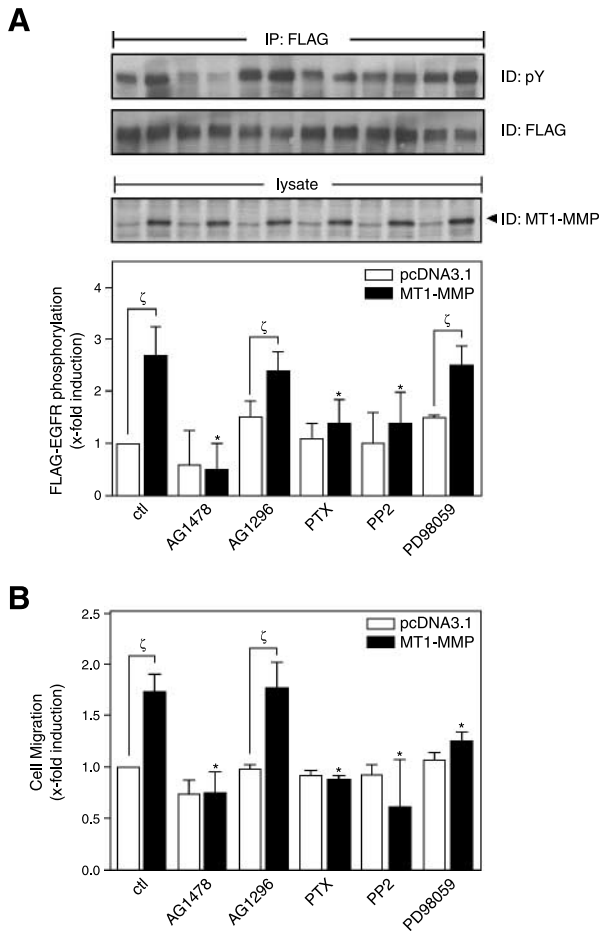 A
IP: FLAG
ID: pY
ID: FLAG
lysate
ID: MT1-MMP
pcDNA3.1
MT1-MMP
FLAG-EGFR phosphorylation
(x-fold induction)
4
3
2
1
0
ζ
ζ
ζ
*
*
*
ctl
AG1478
AG1296
PTX
PP2
PD98059
B
pcDNA3.1
MT1-MMP
Cell Migration
(x-fold induction)
2.5
2.0
1.5
1.0
0.5
0.0
ζ
ζ
*
*
*
*
ctl
AG1478
AG1296
PTX
PP2
PD98059